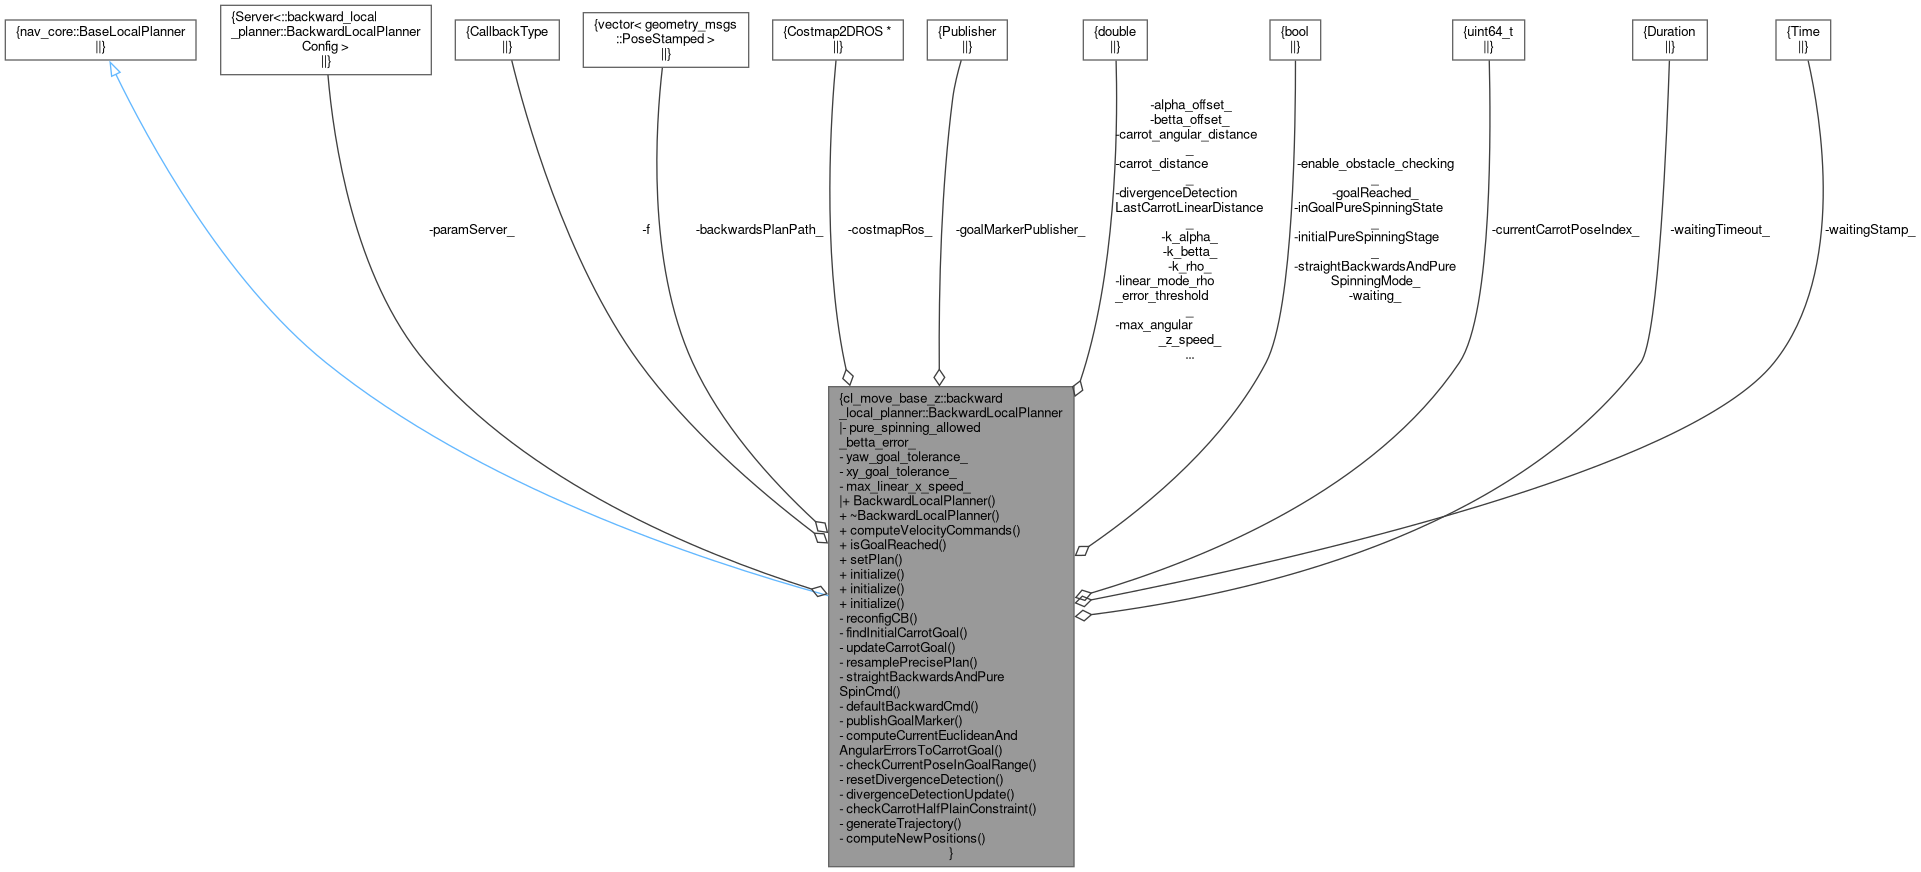 {nav_core::BaseLocalPlanner
||}
{Server<::backward_local
_planner::BackwardLocalPlanner
Config >
||}
{CallbackType
||}
{vector< geometry_msgs
::PoseStamped >
||}
{Costmap2DROS *
||}
{Publisher
||}
{double
||}
{bool
||}
{uint64_t
||}
{Duration
||}
{Time
||}
-paramServer_
-f
-backwardsPlanPath_
-costmapRos_
-goalMarkerPublisher_
-alpha_offset_
-betta_offset_
-carrot_angular_distance
_
-carrot_distance
_
-divergenceDetection
LastCarrotLinearDistance
_
-k_alpha_
-k_betta_
-k_rho_
-linear_mode_rho
_error_threshold
_
-max_angular
_z_speed_
...
-enable_obstacle_checking
_
-goalReached_
-inGoalPureSpinningState
_
-initialPureSpinningStage
_
-straightBackwardsAndPure
SpinningMode_
-waiting_
-currentCarrotPoseIndex_
-waitingTimeout_
-waitingStamp_
{cl_move_base_z::backward
_local_planner::BackwardLocalPlanner
|- pure_spinning_allowed
_betta_error_
- yaw_goal_tolerance_
- xy_goal_tolerance_
- max_linear_x_speed_
|+ BackwardLocalPlanner()
+ ~BackwardLocalPlanner()
+ computeVelocityCommands()
+ isGoalReached()
+ setPlan()
+ initialize()
+ initialize()
+ initialize()
- reconfigCB()
- findInitialCarrotGoal()
- updateCarrotGoal()
- resamplePrecisePlan()
- straightBackwardsAndPure
SpinCmd()
- defaultBackwardCmd()
- publishGoalMarker()
- computeCurrentEuclideanAnd
AngularErrorsToCarrotGoal()
- checkCurrentPoseInGoalRange()
- resetDivergenceDetection()
- divergenceDetectionUpdate()
- checkCarrotHalfPlainConstraint()
- generateTrajectory()
- computeNewPositions()
}